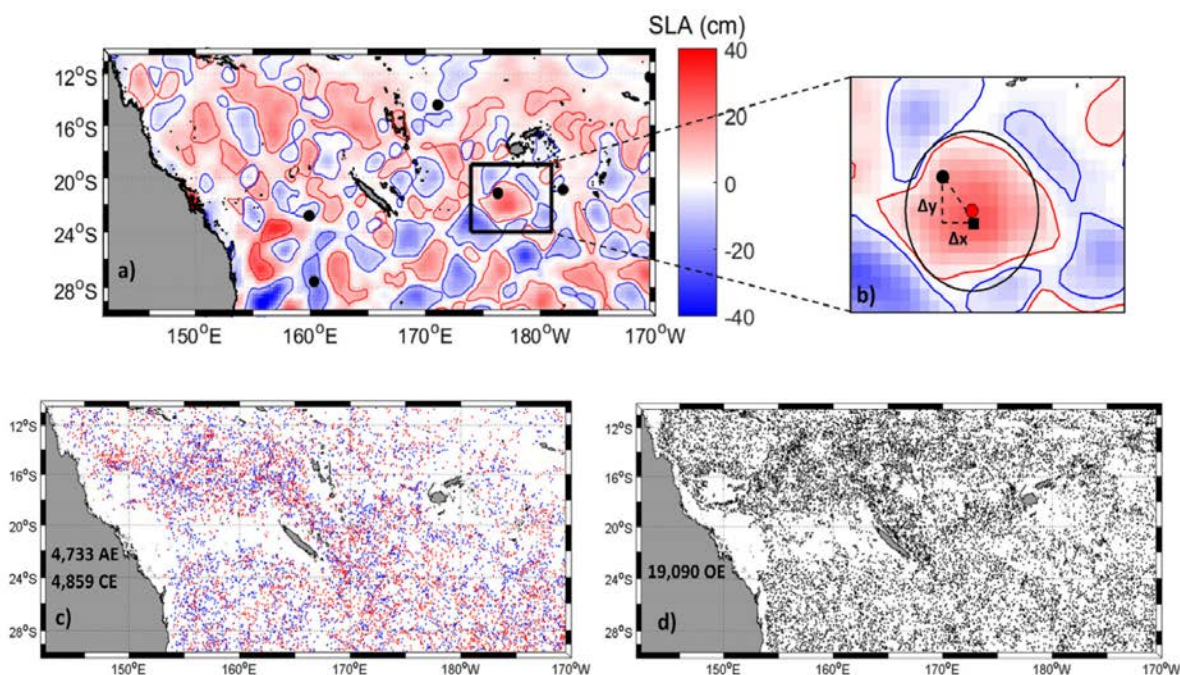 SLA (cm)
40
20
0
-20
-40
12°S
16°S
20°S
24°S
28°S
a)
150°E
160°E
170°E
180°W
170°W
Δy
Δx
b)
12°S
16°S
20°S
24°S
28°S
4,733 AE
4,859 CE
c)
150°E
160°E
170°E
180°W
170°W
12°S
16°S
20°S
24°S
28°S
19,090 OE
d)
150°E
160°E
170°E
180°W
170°W